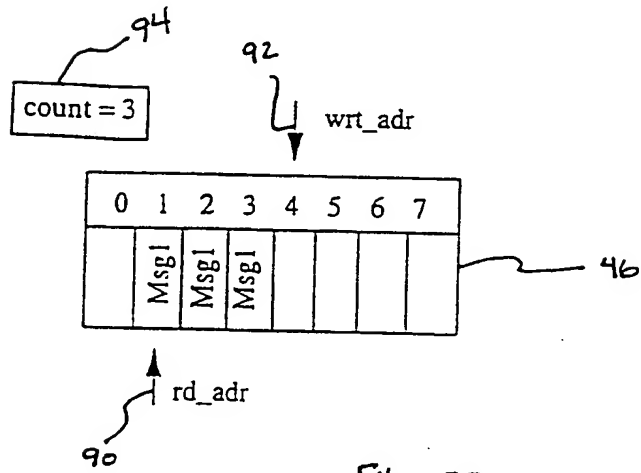 94
92
count = 3
wrt_adr
0 1 2 3 4 5 6 7
Msg1 Msg1 Msg1
46
rd_adr
90